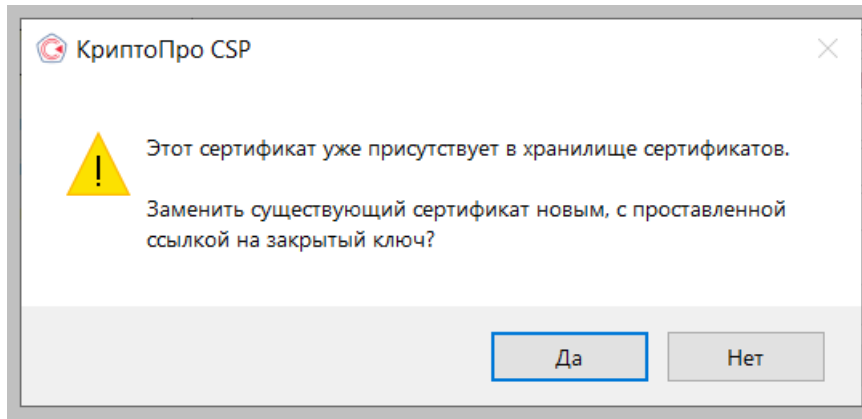 КриптоПро CSP
Этот сертификат уже присутствует в хранилище сертификатов.
Заменить существующий сертификат новым, с проставленной
ссылкой на закрытый ключ?
Да Нет